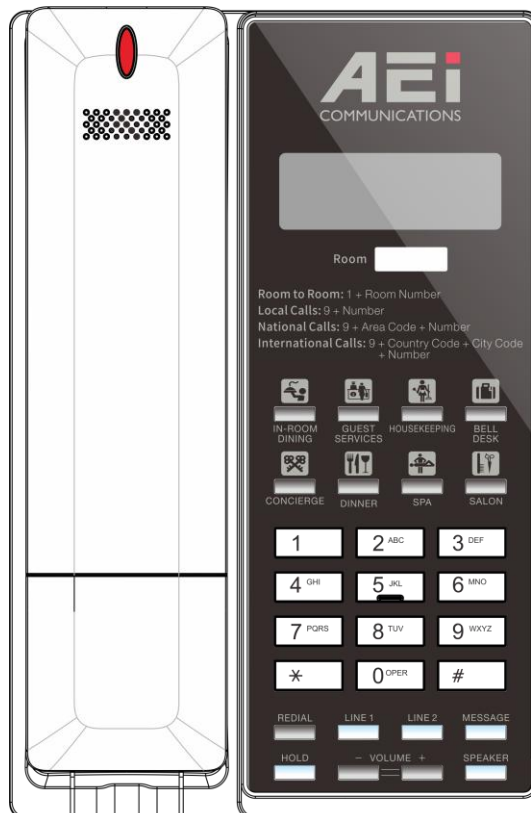 AEi
COMMUNICATIONS
Room
Room to Room: 1 + Room Number
Local Calls: 9 + Number
National Calls: 9 + Area Code + Number
International Calls: 9 + Country Code + City Code
+ Number
IN-ROOM DINING
GUEST SERVICES
HOUSEKEEPING
BELL DESK
CONCIERGE
DINNER
SPA
SALON
1
2 ABC
3 DEF
4 GHI
5 JKL
6 MNO
7 PQRS
8 TUV
9 WXYZ
*
0 OPER
#
REDIAL
LINE 1
LINE 2
MESSAGE
HOLD
- VOLUME +
SPEAKER